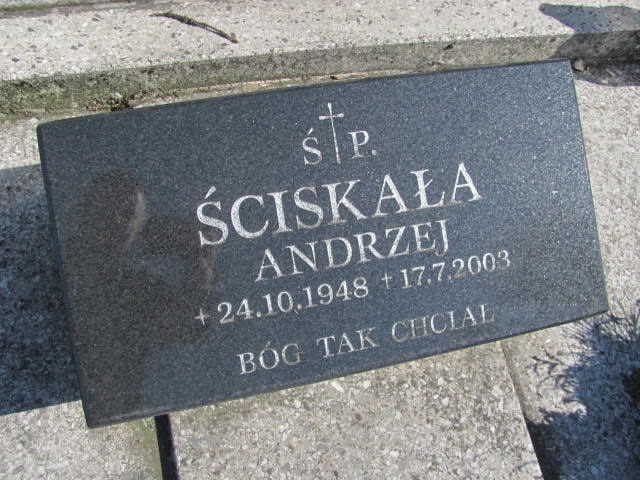 Ś†P.
ŚCISKAŁA
ANDRZEJ
+24.10.1948 +17.7.2003
BÓG TAK CHCIAŁ